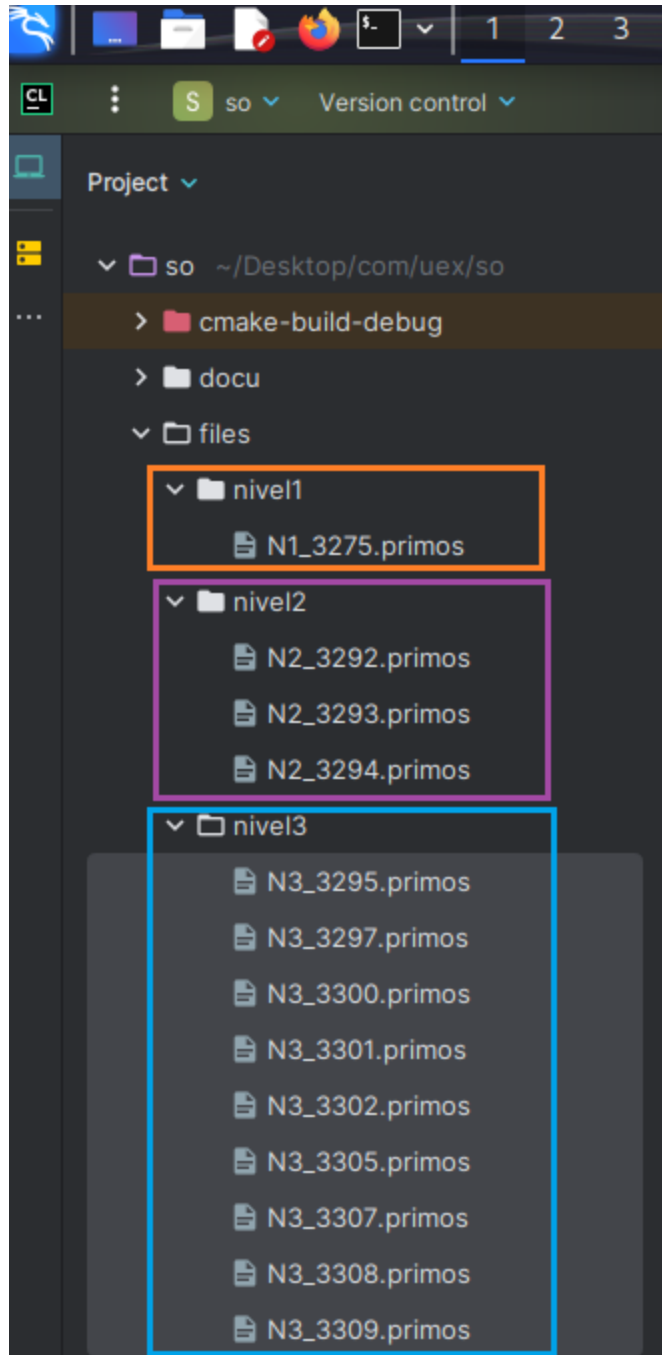 1 2 3
CL S so Version control
Project
so ~/Desktop/com/uex/so
cmake-build-debug
docu
files
nivel1
N1_3275.primos
nivel2
N2_3292.primos
N2_3293.primos
N2_3294.primos
nivel3
N3_3295.primos
N3_3297.primos
N3_3300.primos
N3_3301.primos
N3_3302.primos
N3_3305.primos
N3_3307.primos
N3_3308.primos
N3_3309.primos